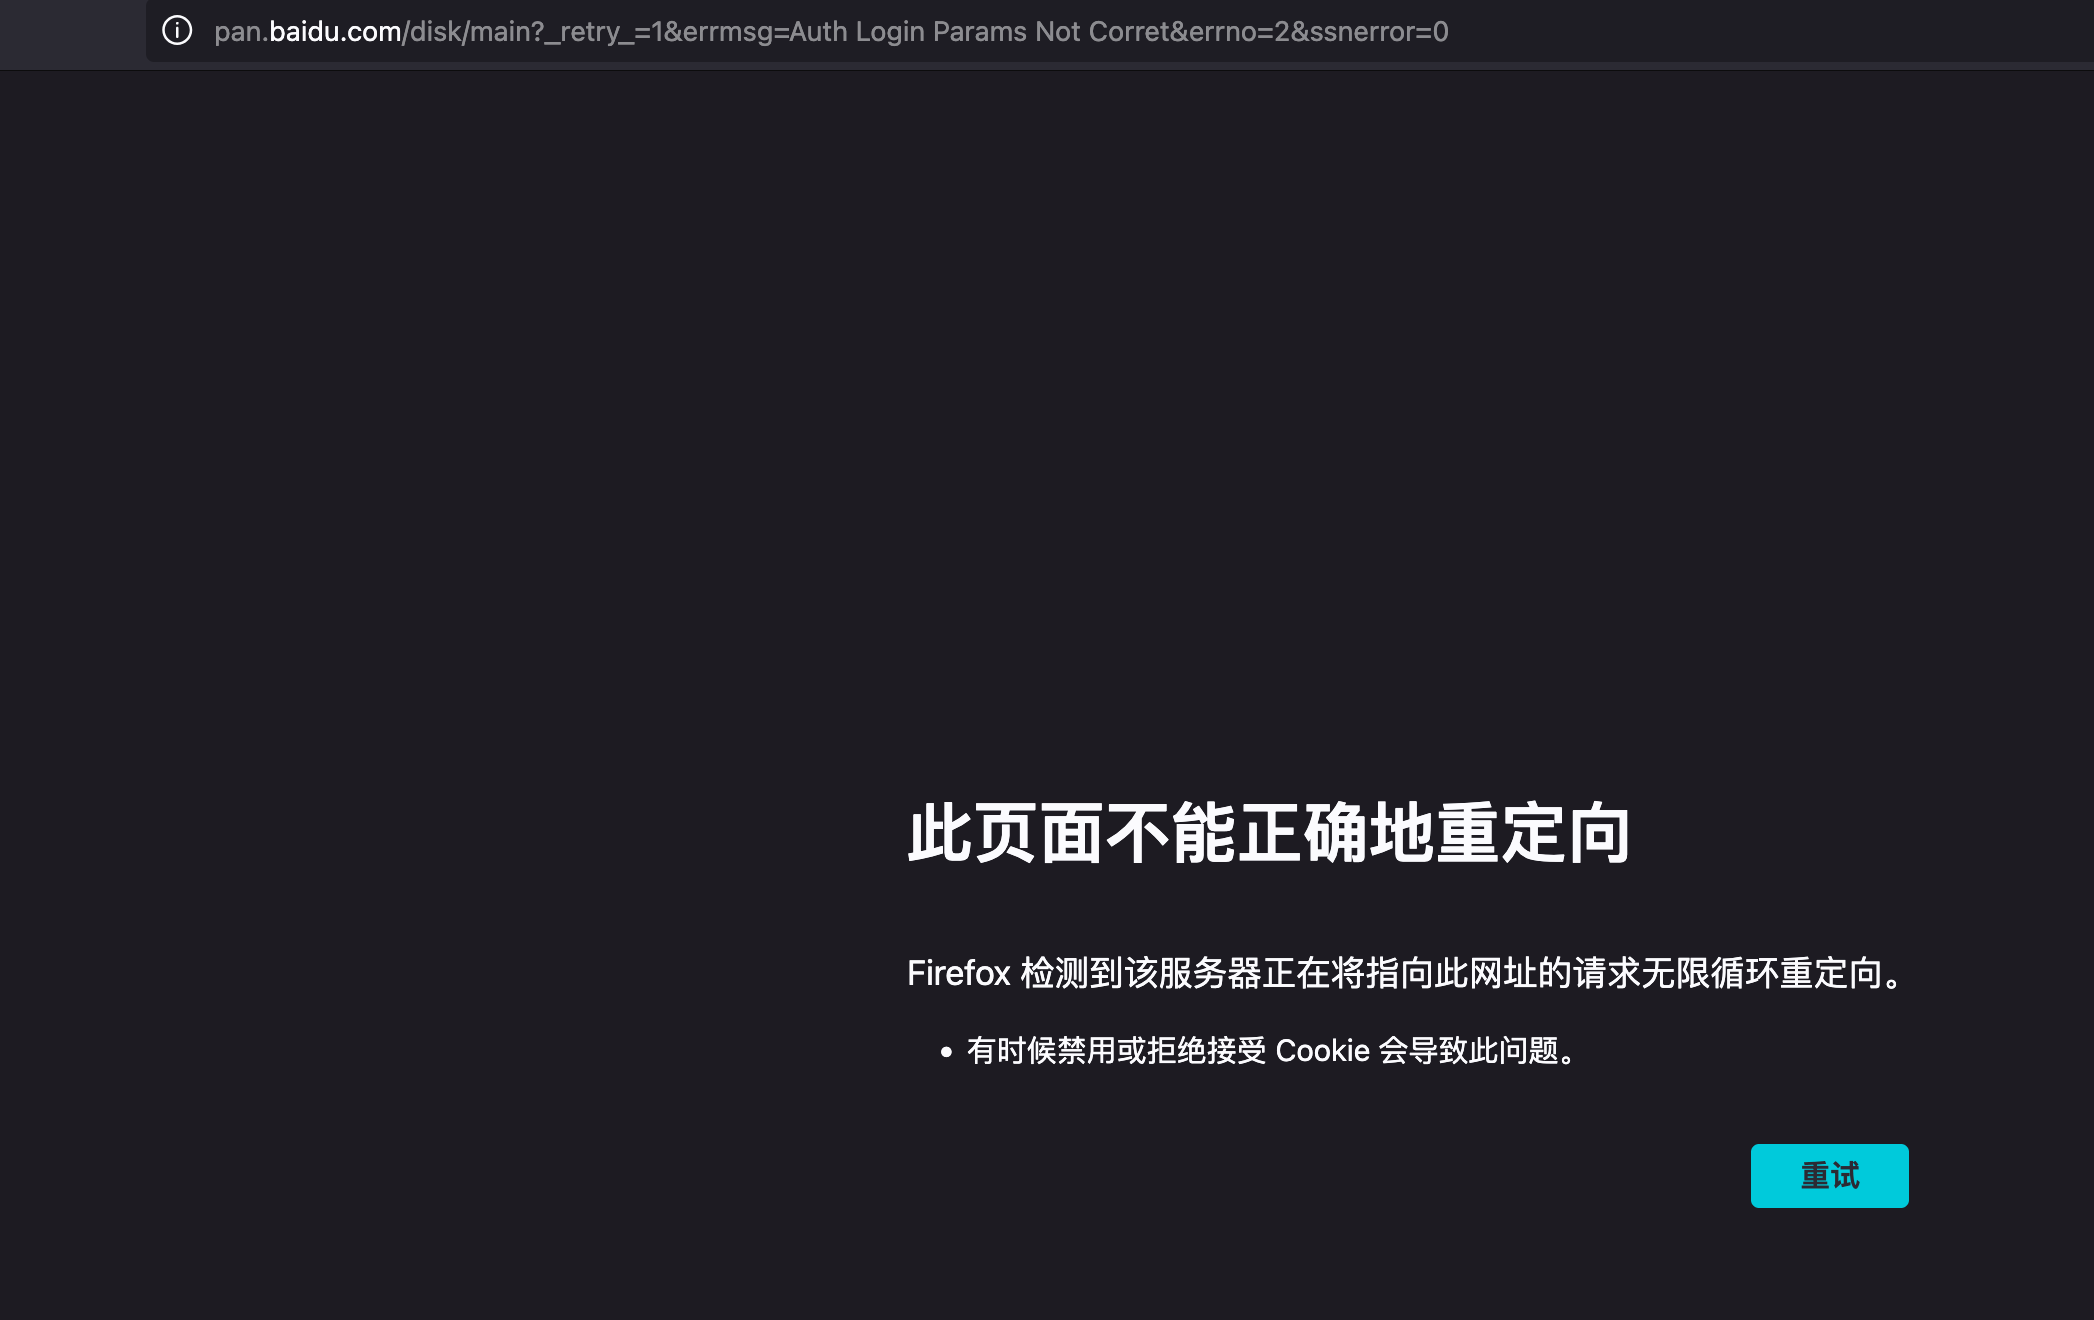 pan.baidu.com/disk/main?_retry_=1&errmsg=Auth Login Params Not Corret&errno=2&ssnerror=0
此页面不能正确地重定向
Firefox 检测到该服务器正在将指向此网址的请求无限循环重定向。
• 有时候禁用或拒绝接受 Cookie 会导致此问题。
重试